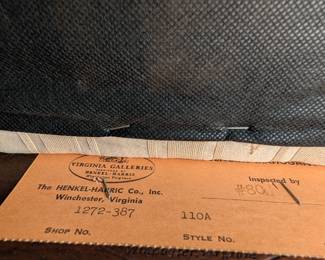 VIRGINIA GALLERIES
HENKEL-HARRIS
Inspected by
#80
The HENKEL-HARRIC Co., Inc.
Winchester, Virginia
1272-387
110A
Shop No.
Style No.